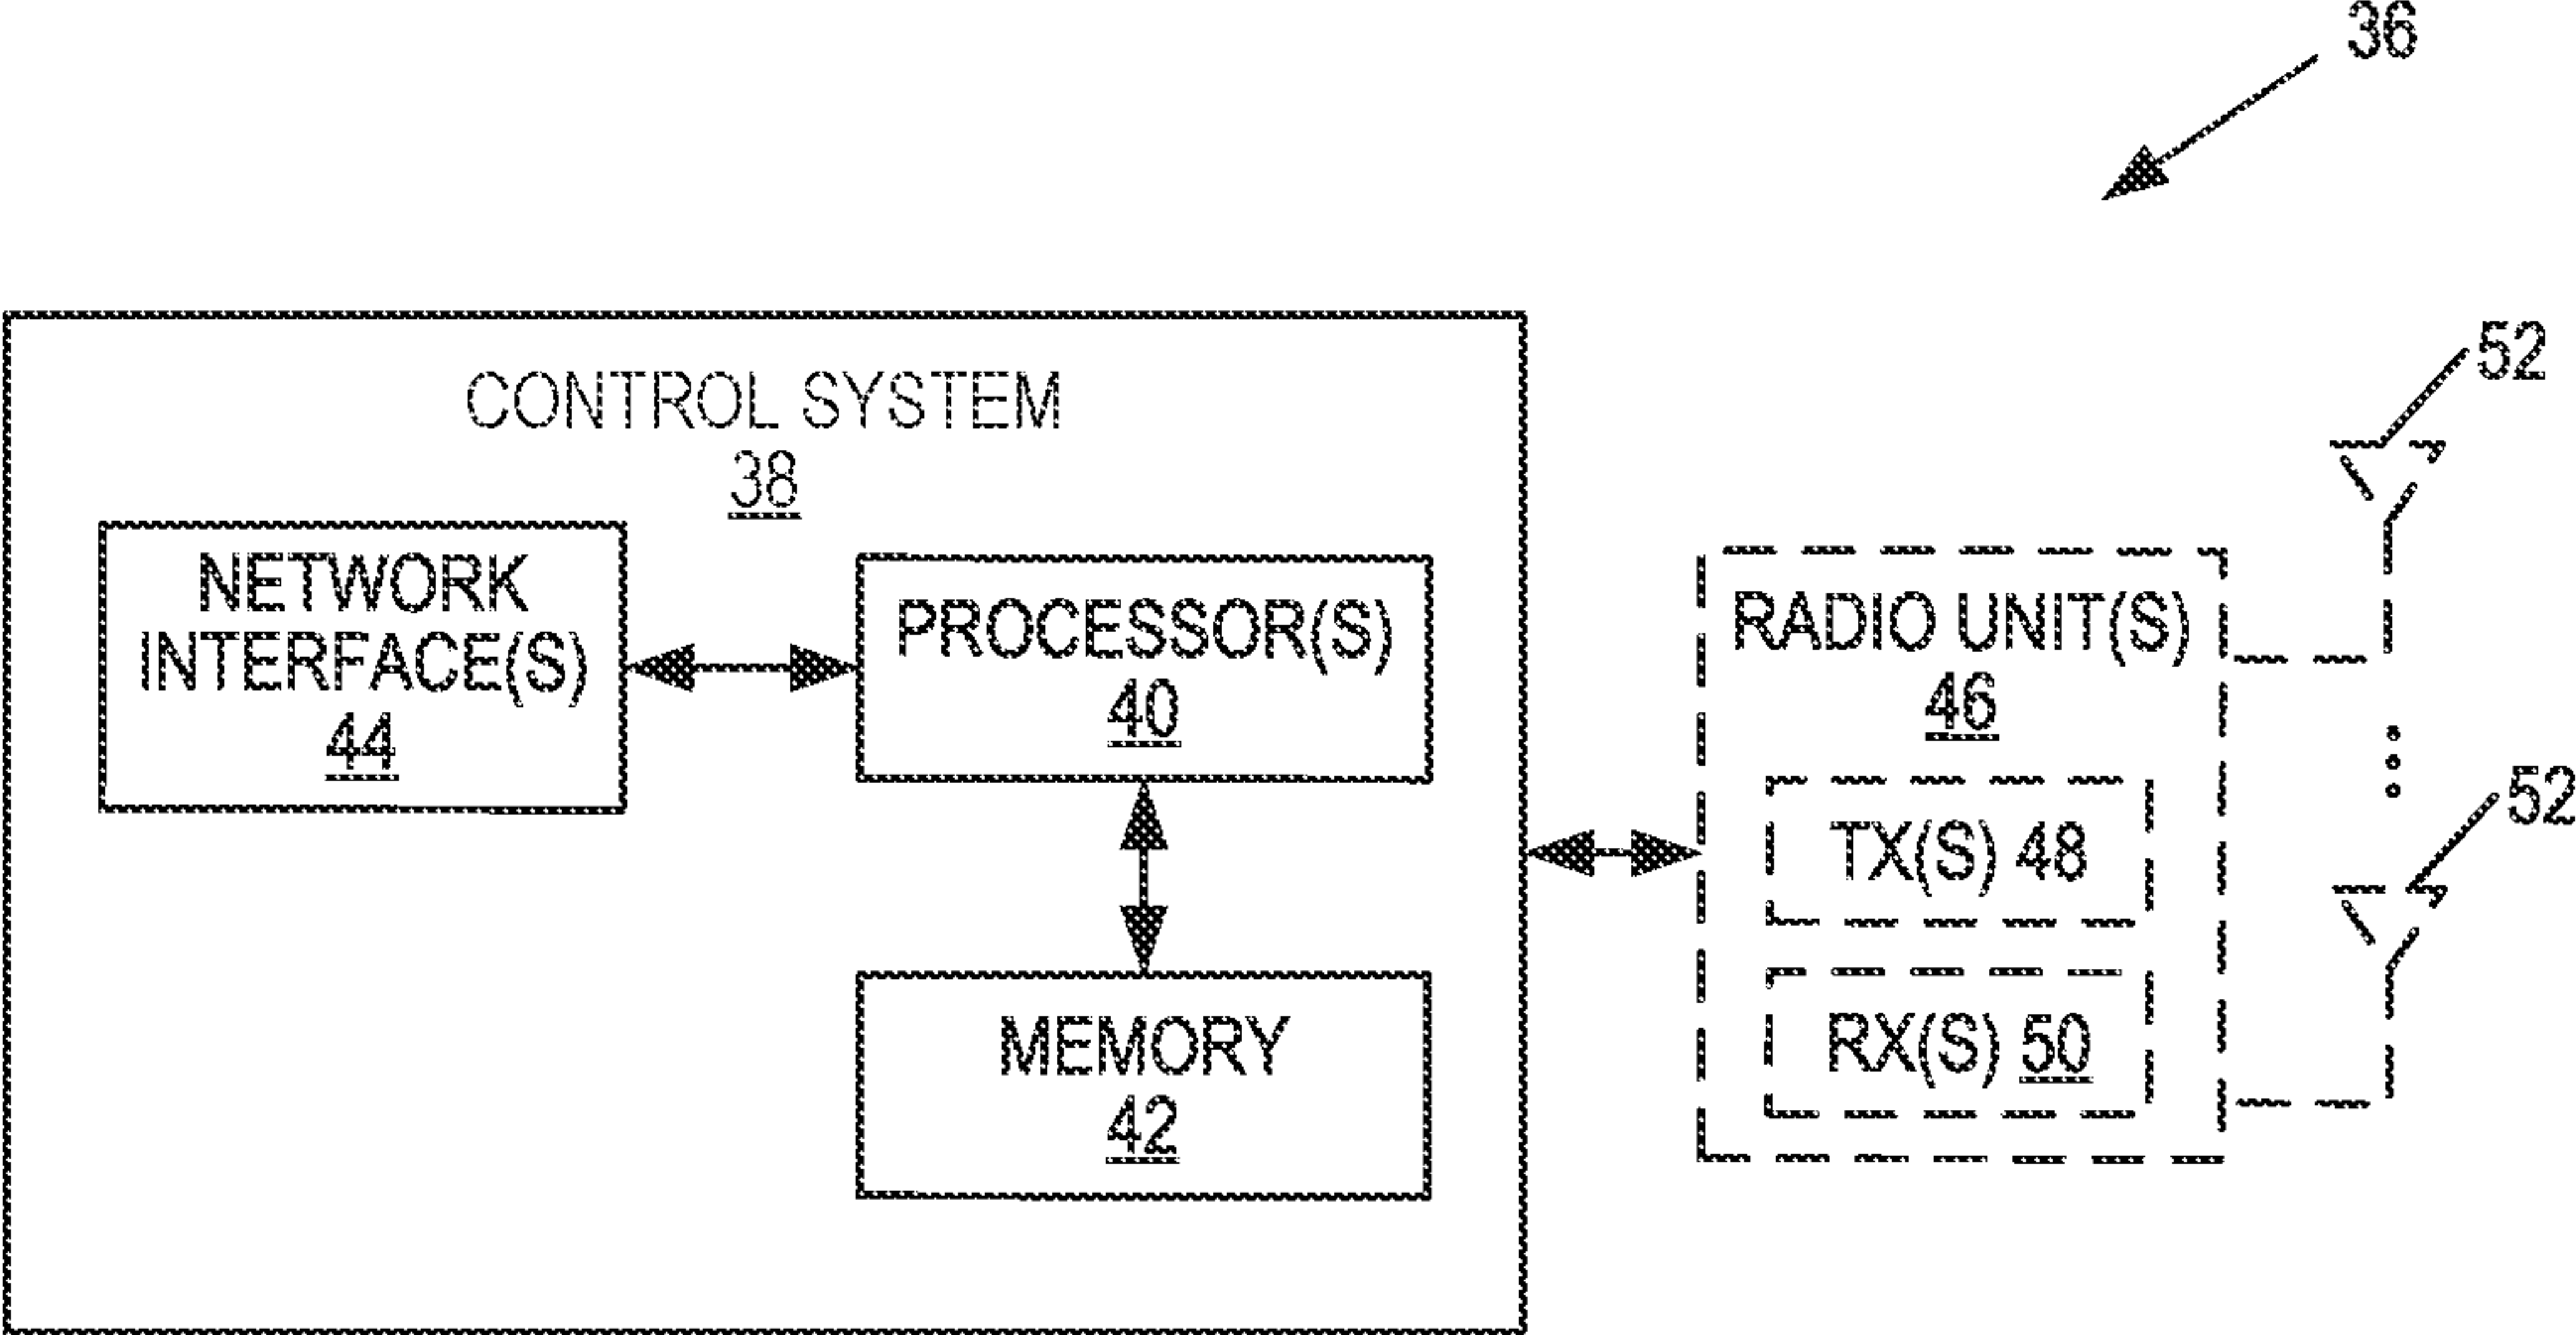 36
CONTROL SYSTEM
38
NETWORK
INTERFACE(S)
44
PROCESSOR(S)
40
MEMORY
42
RADIO UNIT(S)
46
TX(S) 48
RX(S) 50
52
52